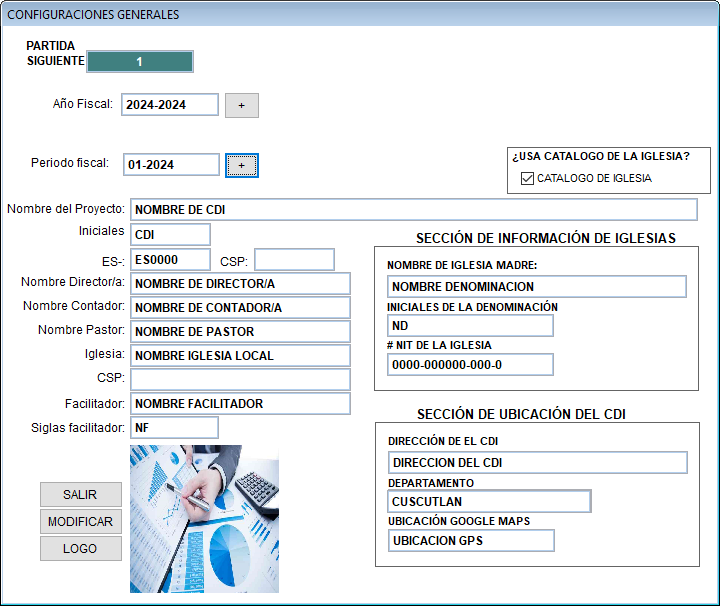 CONFIGURACIONES GENERALES
PARTIDA
SIGUIENTE 1
Año Fiscal: 2024-2024 +
Periodo fiscal: 01-2024 +
¿USA CATALOGO DE LA IGLESIA?
CATALOGO DE IGLESIA
Nombre del Proyecto: NOMBRE DE CDI
Iniciales CDI
ES-: ES0000 CSP:
Nombre Director/a: NOMBRE DE DIRECTOR/A
Nombre Contador: NOMBRE DE CONTADOR/A
Nombre Pastor: NOMBRE DE PASTOR
Iglesia: NOMBRE IGLESIA LOCAL
CSP:
Facilitador: NOMBRE FACILITADOR
Siglas facilitador: NF
SECCIÓN DE INFORMACIÓN DE IGLESIAS
NOMBRE DE IGLESIA MADRE:
NOMBRE DENOMINACION
INICIALES DE LA DENOMINACIÓN
ND
# NIT DE LA IGLESIA
0000-000000-000-0
SECCIÓN DE UBICACIÓN DEL CDI
DIRECCIÓN DE EL CDI
DIRECCION DEL CDI
DEPARTAMENTO
CUSCUTLAN
UBICACIÓN GOOGLE MAPS
UBICACION GPS
SALIR
MODIFICAR
LOGO